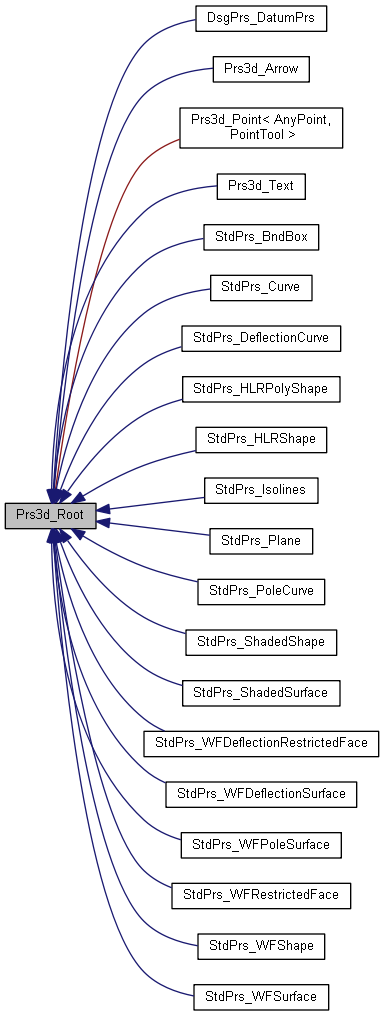 DsgPrs_DatumPrs
Prs3d_Arrow
Prs3d_Point< AnyPoint,
PointTool >
Prs3d_Text
StdPrs_BndBox
StdPrs_Curve
StdPrs_DeflectionCurve
StdPrs_HLRPolyShape
StdPrs_HLRShape
StdPrs_Isolines
Prs3d_Root
StdPrs_Plane
StdPrs_PoleCurve
StdPrs_ShadedShape
StdPrs_ShadedSurface
StdPrs_WFDeflectionRestrictedFace
StdPrs_WFDeflectionSurface
StdPrs_WFPoleSurface
StdPrs_WFRestrictedFace
StdPrs_WFShape
StdPrs_WFSurface